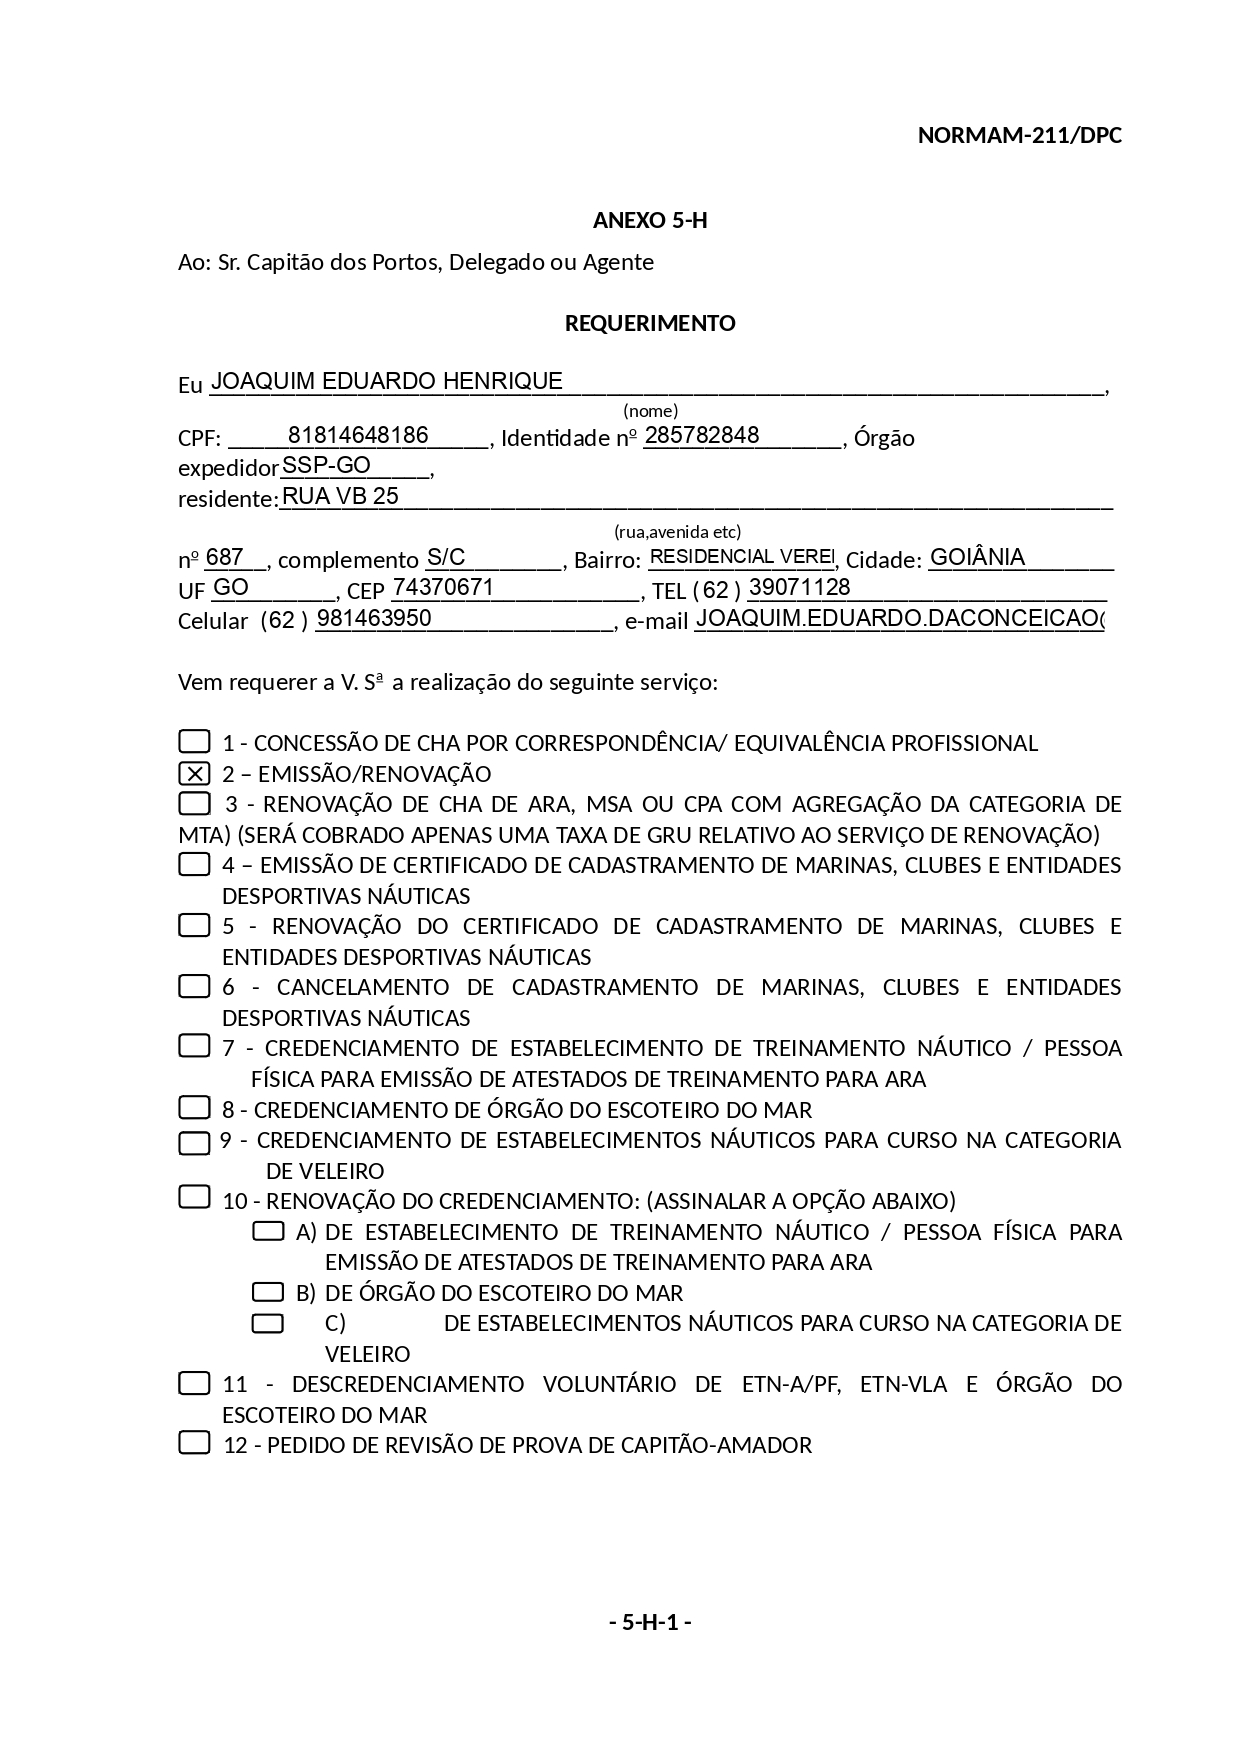 NORMAM-211/DPC
ANEXO 5-H
Ao: Sr. Capitão dos Portos, Delegado ou Agente
REQUERIMENTO
Eu JOAQUIM EDUARDO HENRIQUE,
(nome)
CPF: 81814648186, Identidade nº 285782848, Órgão
expedidor SSP-GO,
residente: RUA VB 25
(rua,avenida etc)
nº 687, complemento S/C, Bairro: RESIDENCIAL, Cidade: GOIÂNIA
UF GO, CEP 74370671, TEL (62 ) 39071128
Celular (62 ) 981463950, e-mail JOAQUIM.EDUARDO.DACONCEICAO
Vem requerer a V. Sª a realização do seguinte serviço:
1 - CONCESSÃO DE CHA POR CORRESPONDÊNCIA/ EQUIVALÊNCIA PROFISSIONAL
2 – EMISSÃO/RENOVAÇÃO
3 - RENOVAÇÃO DE CHA DE ARA, MSA OU CPA COM AGREGAÇÃO DA CATEGORIA DE
MTA) (SERÁ COBRADO APENAS UMA TAXA DE GRU RELATIVO AO SERVIÇO DE RENOVAÇÃO)
4 – EMISSÃO DE CERTIFICADO DE CADASTRAMENTO DE MARINAS, CLUBES E ENTIDADES
DESPORTIVAS NÁUTICAS
5 - RENOVAÇÃO DO CERTIFICADO DE CADASTRAMENTO DE MARINAS, CLUBES E
ENTIDADES DESPORTIVAS NÁUTICAS
6 - CANCELAMENTO DE CADASTRAMENTO DE MARINAS, CLUBES E ENTIDADES
DESPORTIVAS NÁUTICAS
7 - CREDENCIAMENTO DE ESTABELECIMENTO DE TREINAMENTO NÁUTICO / PESSOA
FÍSICA PARA EMISSÃO DE ATESTADOS DE TREINAMENTO PARA ARA
8 - CREDENCIAMENTO DE ÓRGÃO DO ESCOTEIRO DO MAR
9 - CREDENCIAMENTO DE ESTABELECIMENTOS NÁUTICOS PARA CURSO NA CATEGORIA
DE VELEIRO
10 - RENOVAÇÃO DO CREDENCIAMENTO: (ASSINALAR A OPÇÃO ABAIXO)
A) DE ESTABELECIMENTO DE TREINAMENTO NÁUTICO / PESSOA FÍSICA PARA
EMISSÃO DE ATESTADOS DE TREINAMENTO PARA ARA
B) DE ÓRGÃO DO ESCOTEIRO DO MAR
C) DE ESTABELECIMENTOS NÁUTICOS PARA CURSO NA CATEGORIA DE
VELEIRO
11 - DESCREDENCIAMENTO VOLUNTÁRIO DE ETN-A/PF, ETN-VLA E ÓRGÃO DO
ESCOTEIRO DO MAR
12 - PEDIDO DE REVISÃO DE PROVA DE CAPITÃO-AMADOR
- 5-H-1 -